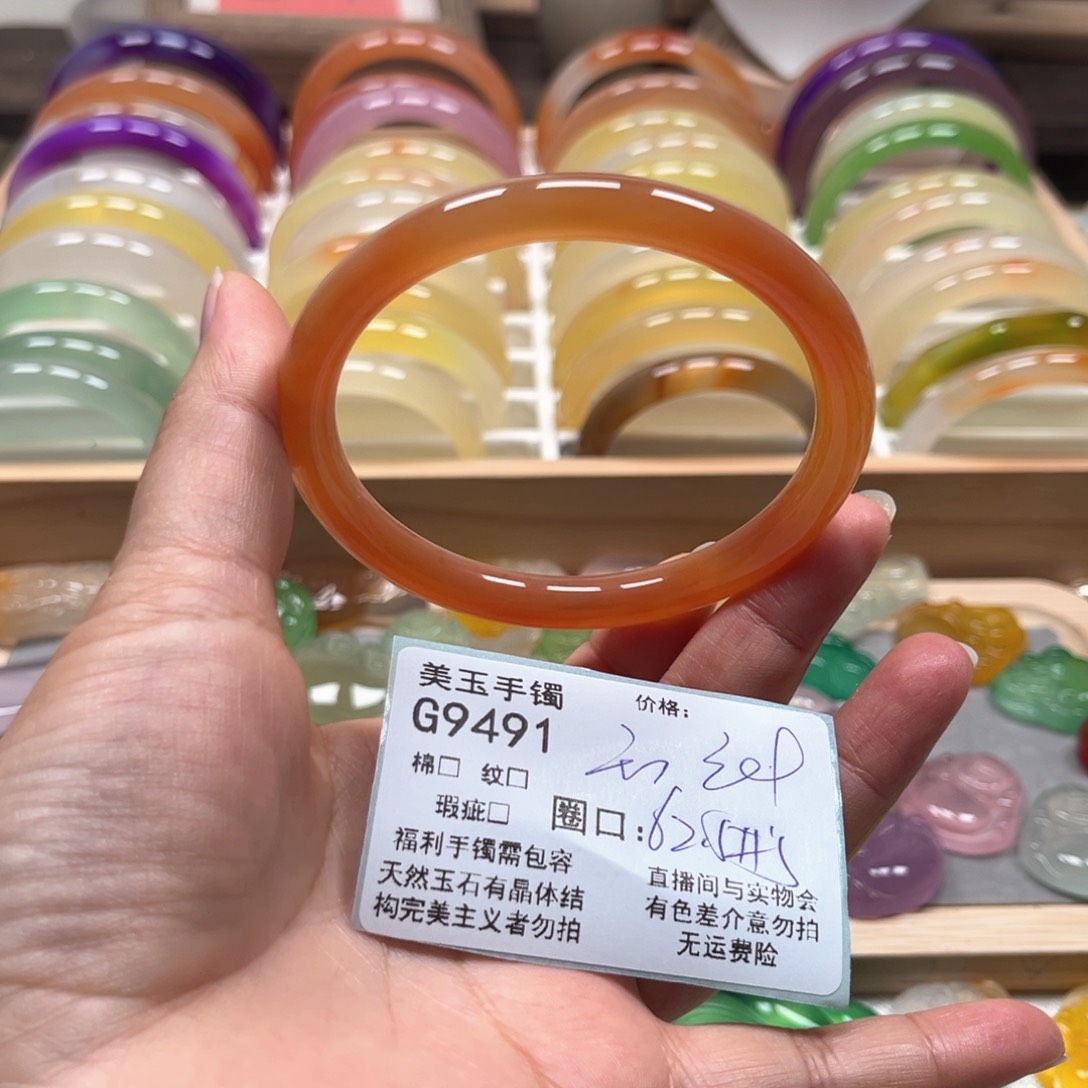 美玉手镯
价格：
G9491
棉□ 纹□
瑕疵□
圈口：62.5
福利手镯需包容
天然玉石有晶体结
构完美主义者勿拍
直播间与实物会
有色差介意勿拍
无运费险